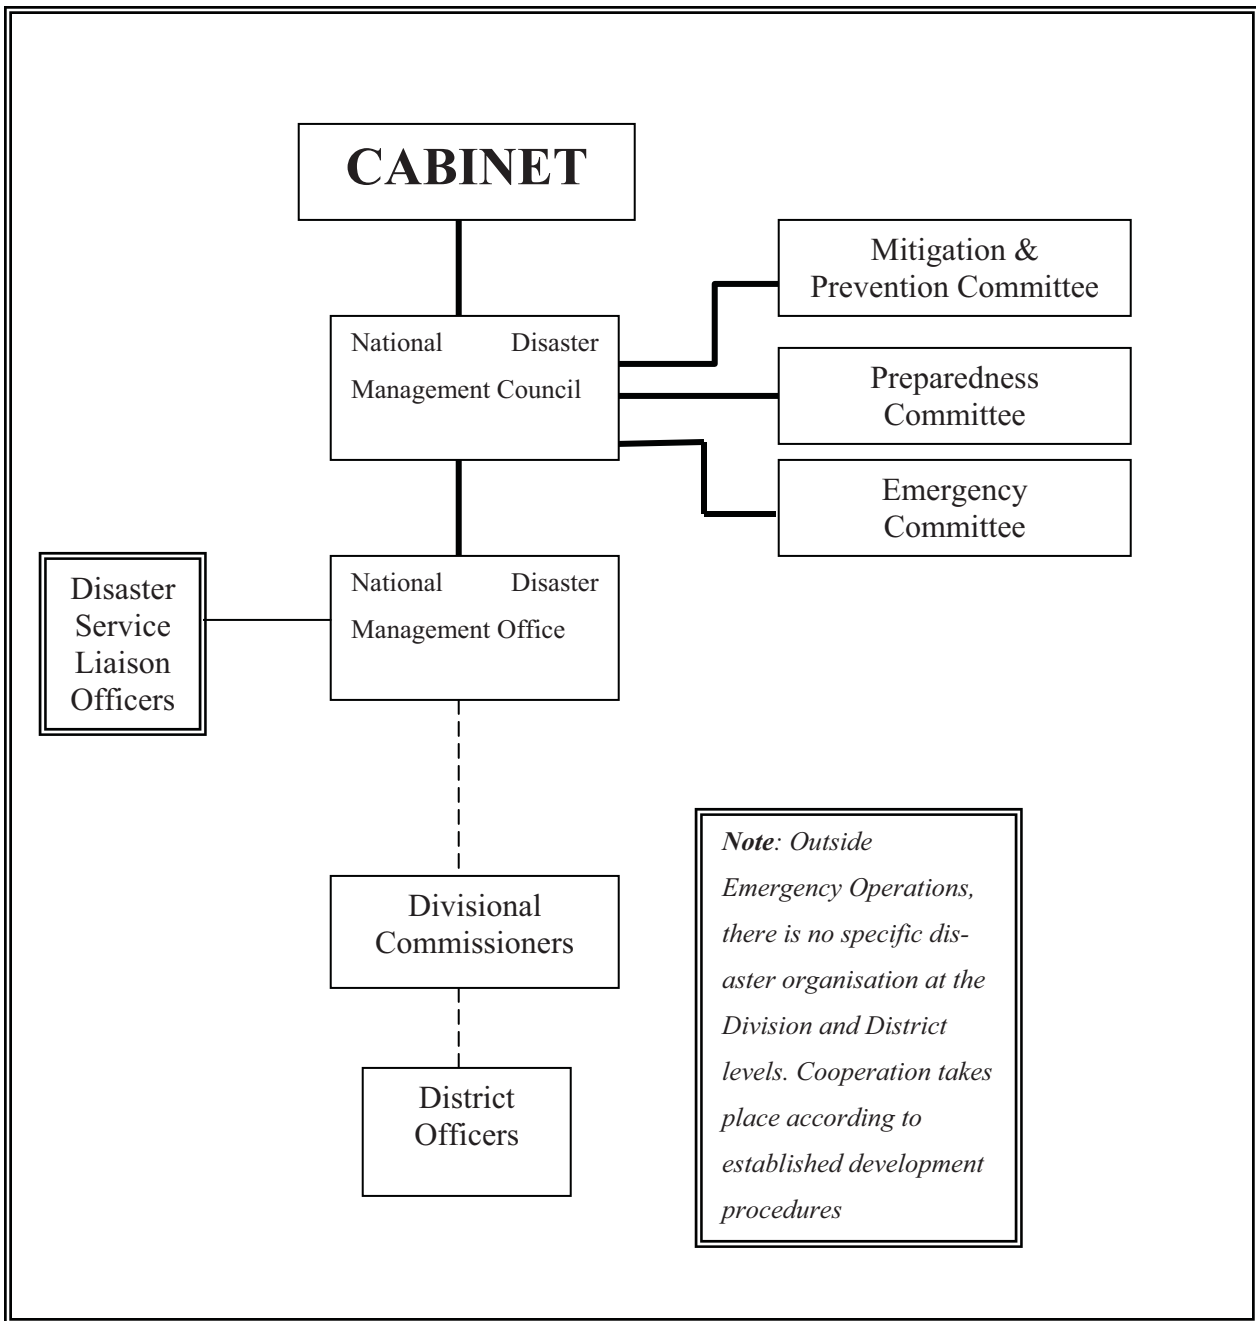 CABINET
Mitigation &
Prevention Committee
National Disaster
Management Council
Preparedness
Committee
Emergency
Committee
Disaster
Service
Liaison
Officers
National Disaster
Management Office
Divisional
Commissioners
District
Officers
Note: Outside
Emergency Operations,
there is no specific dis-
aster organisation at the
Division and District
levels. Cooperation takes
place according to
established development
procedures